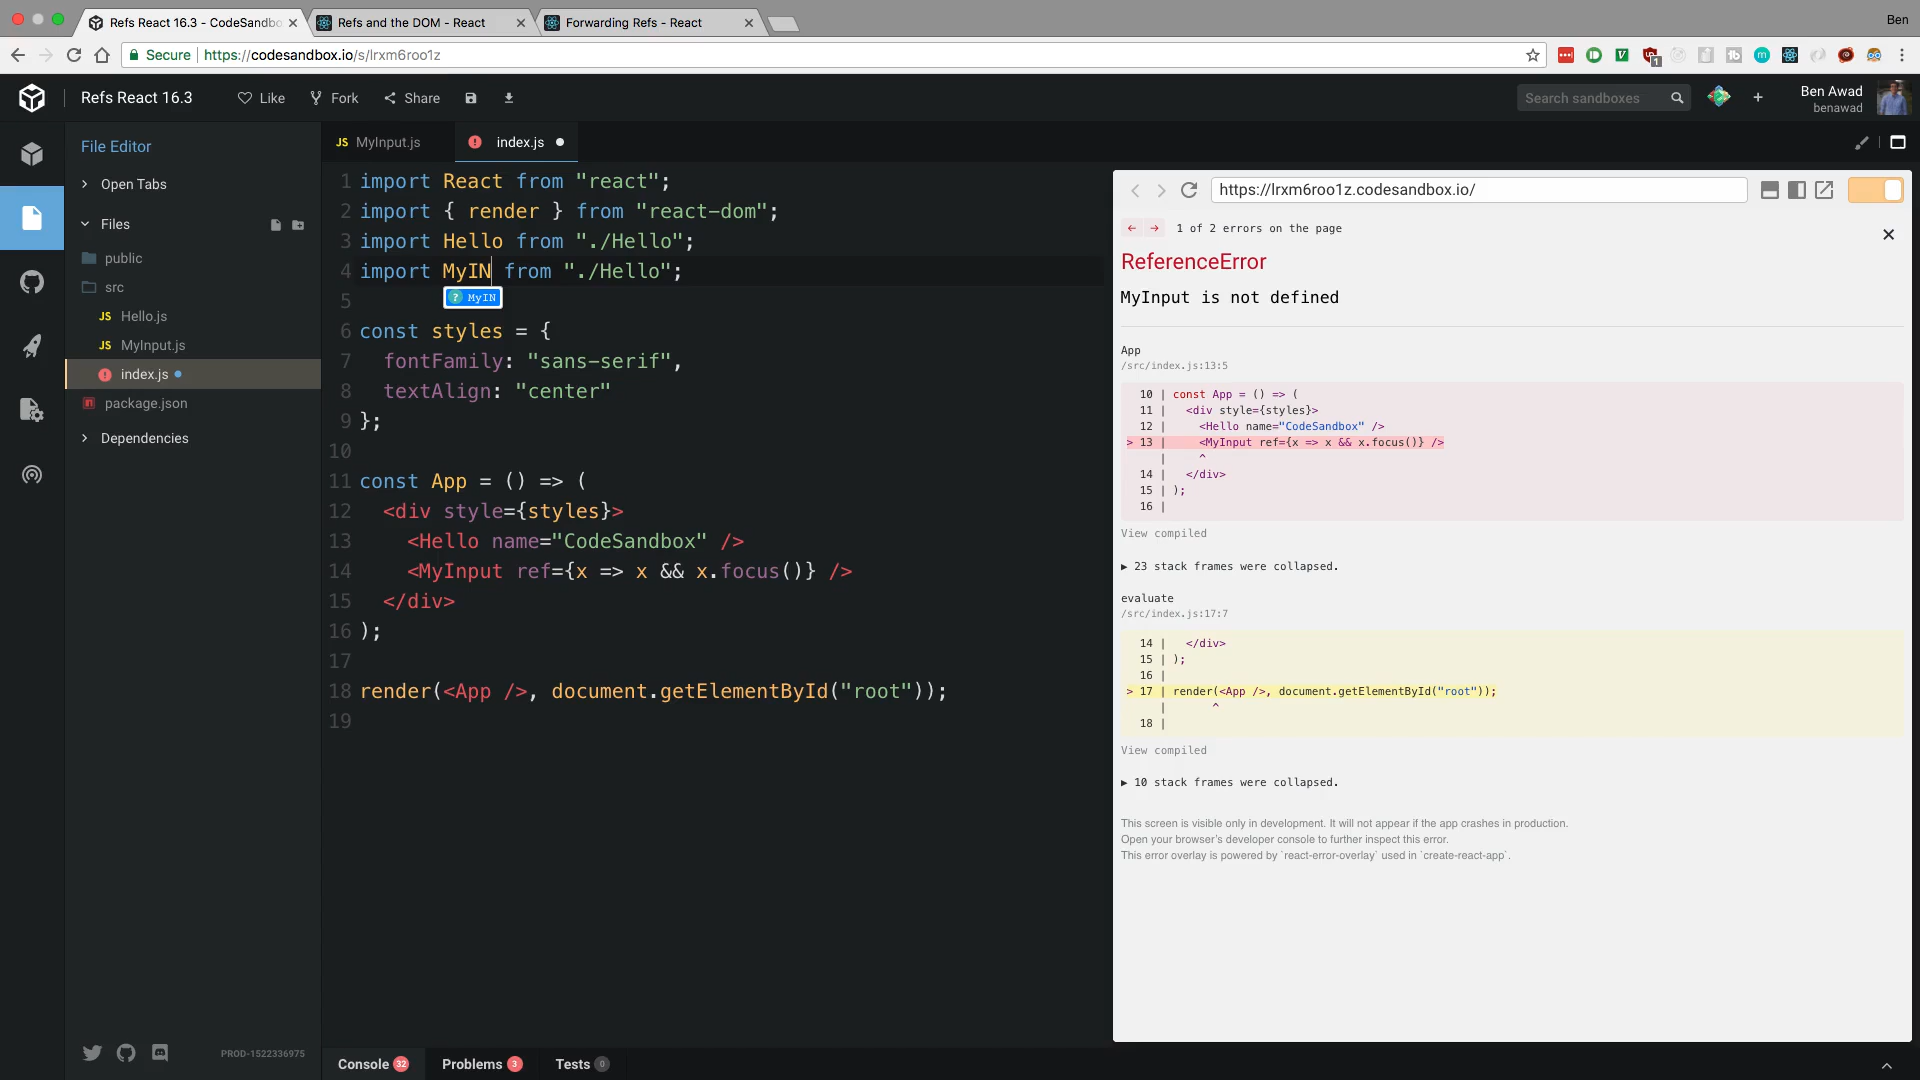 Refs React 16.3 - CodeSandbo
Refs and the DOM - React
Forwarding Refs - React
Ben
Secure
https://codesandbox.io/s/lrxm6roo1z
1
Refs React 16.3
Like
Fork
Share
Search sandboxes
Ben Awad
benawad
File Editor
Open Tabs
Files
public
src
JS Hello.js
JS MyInput.js
index.js
package.json
Dependencies
PROD-1522336975
JS MyInput.js
index.js
1 import React from "react";
2 import { render } from "react-dom";
3 import Hello from "./Hello";
4 import MyIN from "./Hello";
? MyIN
5
6 const styles = {
7 fontFamily: "sans-serif",
8 textAlign: "center"
9 };
10
11 const App = () => (
12 <div style={styles}>
13 <Hello name="CodeSandbox" />
14 <MyInput ref={x => x && x.focus()} />
15 </div>
16 );
17
18 render(<App />, document.getElementById("root"));
19
Console 32
Problems 3
Tests 0
https://lrxm6roo1z.codesandbox.io/
← → 1 of 2 errors on the page
ReferenceError
MyInput is not defined
App
/src/index.js:13:5
10 | const App = () => (
11 | <div style={styles}>
12 | <Hello name="CodeSandbox" />
> 13 | <MyInput ref={x => x && x.focus()} />
| ^
14 | </div>
15 | );
16 |
View compiled
▶ 23 stack frames were collapsed.
evaluate
/src/index.js:17:7
14 | </div>
15 | );
16 |
> 17 | render(<App />, document.getElementById("root"));
| ^
18 |
View compiled
▶ 10 stack frames were collapsed.
This screen is visible only in development. It will not appear if the app crashes in production.
Open your browser's developer console to further inspect this error.
This error overlay is powered by `react-error-overlay` used in `create-react-app`.